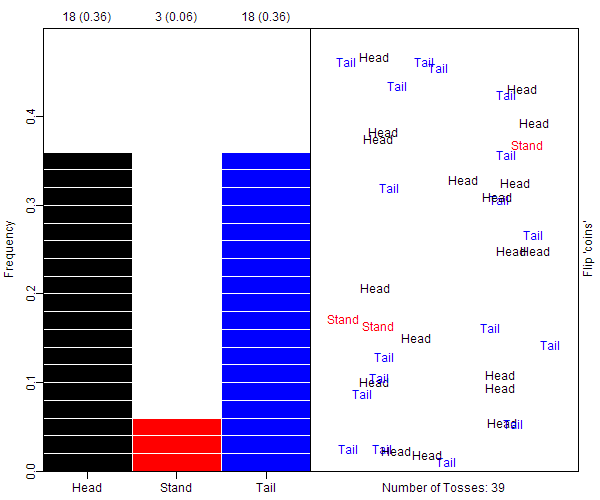 18 (0.36) 3 (0.06) 18 (0.36)
Frequency
0.4
0.3
0.2
0.1
0.0
Head Stand Tail
Tail Head Tail
Tail
Tail
Head
Tail
Head
Head
Head
Stand
Tail
Head
Head
Tail
Head
Tail
Tail
Head Head
Head
Stand
Stand
Tail
Head
Tail
Tail
Head
Tail
Head
Head
Tail
Head Tail
Tail Tail Head
Head
Tail
Number of Tosses: 39
Flip 'coins'